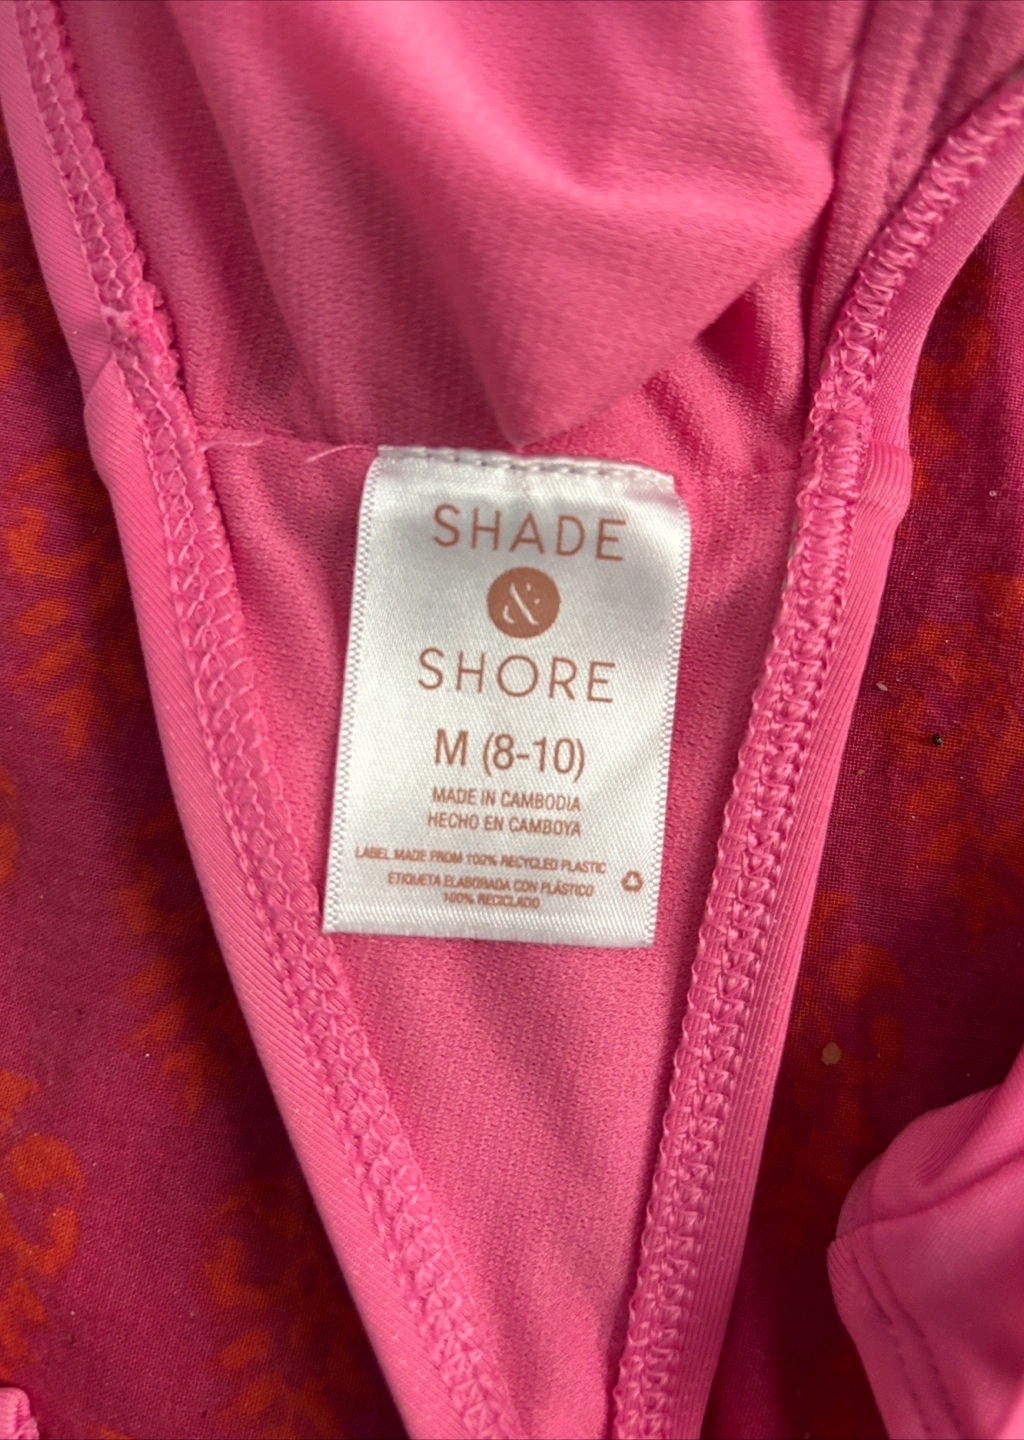 SHADE
&
SHORE
M (8-10)
MADE IN CAMBODIA
HECHO EN CAMBOYA
LABEL MADE FROM 100% RECYCLED PLASTIC
ETIQUETA ELABORADA CON PLÁSTICO
100% RECICLADO